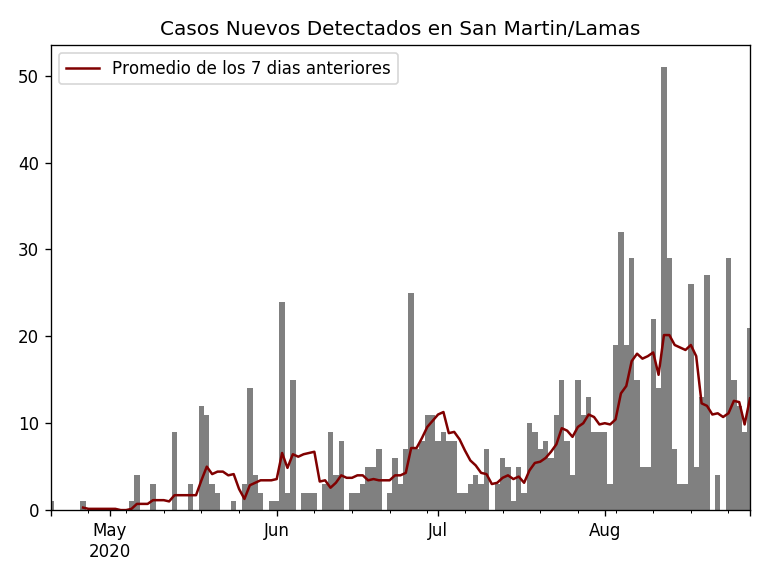 Casos Nuevos Detectados en San Martin/Lamas
Promedio de los 7 dias anteriores
50
40
30
20
10
0
May
2020
Jun
Jul
Aug